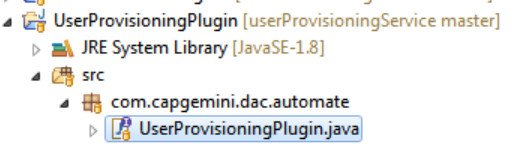 UserProvisioningPlugin [userProvisioningService master]
JRE System Library [JavaSE-1.8]
src
com.capgemini.dac.automate
UserProvisioningPlugin.java